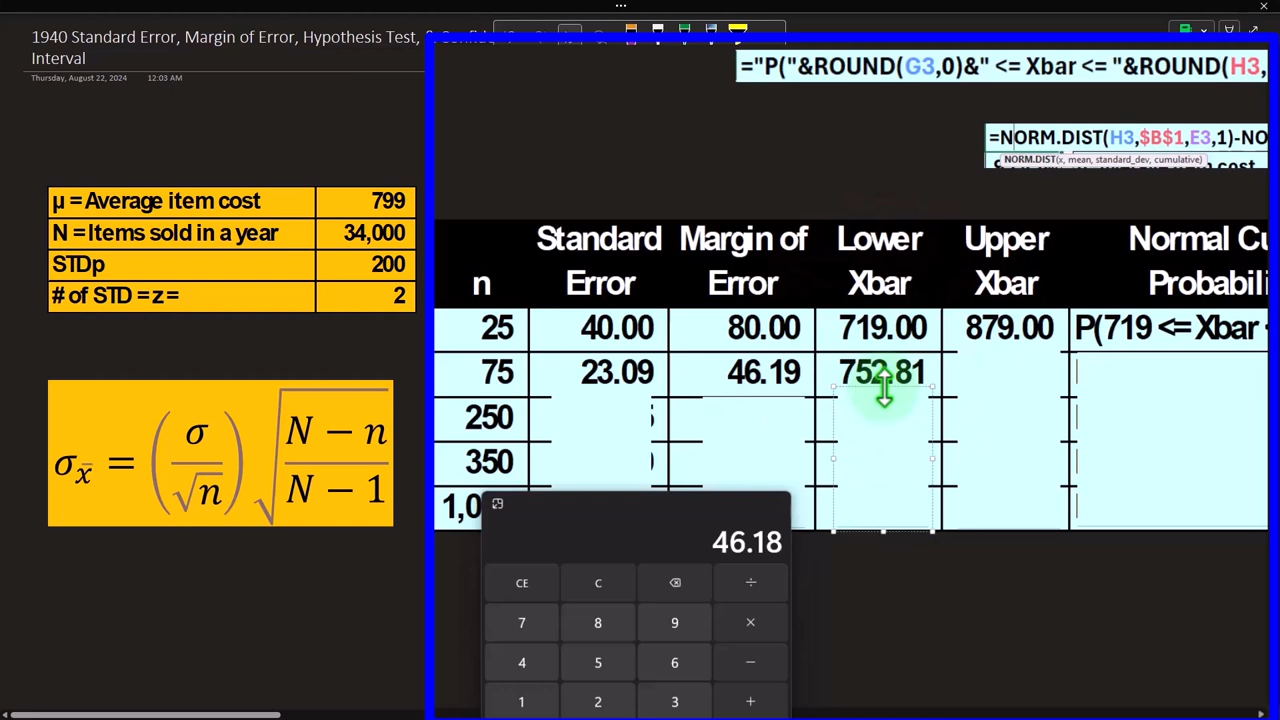 1940 Standard Error, Margin of Error, Hypothesis Test,
Interval
Thursday, August 22, 2024 12:03 AM
="P("&ROUND(G3,0)&" <= Xbar <= "&ROUND(H3,
=NORM.DIST(H3,$B$1,E3,1)-NO
NORM.DIST(x, mean, standard_dev, cumulative)
µ = Average item cost 799
N = Items sold in a year 34,000
STDp 200
# of STD = z = 2
n Standard Error Margin of Error Lower Xbar Upper Xbar Normal Cu
Probabili
25 40.00 80.00 719.00 879.00 P(719 <= Xbar <
75 23.09 46.19 752.81
250
350
1,0
σx̄ = (σ/√n) √(N − n)/(N − 1)
46.18
CE C ⌫ ÷
7 8 9 ×
4 5 6 −
1 2 3 +